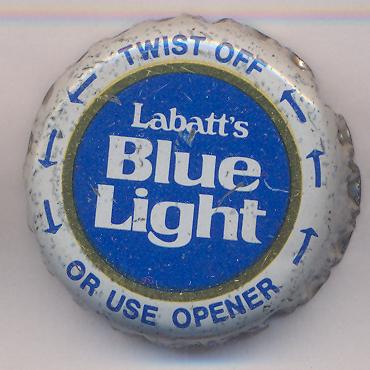 TWIST OFF
Labatt's
Blue
Light
OR USE OPENER